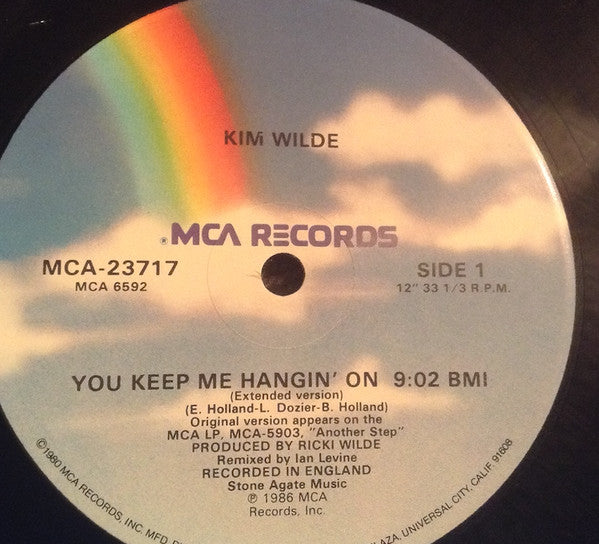 KIM WILDE
®MCA RECORDS
MCA-23717
MCA 6592
SIDE 1
12" 33 1/3 R.P.M.
YOU KEEP ME HANGIN' ON 9:02 BMI
(Extended version)
(E. Holland-L. Dozier-B. Holland)
Original version appears on the
MCA LP, MCA-5903, "Another Step"
PRODUCED BY RICKI WILDE
Remixed by Ian Levine
RECORDED IN ENGLAND
Stone Agate Music
℗ 1986 MCA
Records, Inc.
©1980 MCA RECORDS, INC. MFD.
PLAZA, UNIVERSAL CITY, CALIF. 91608